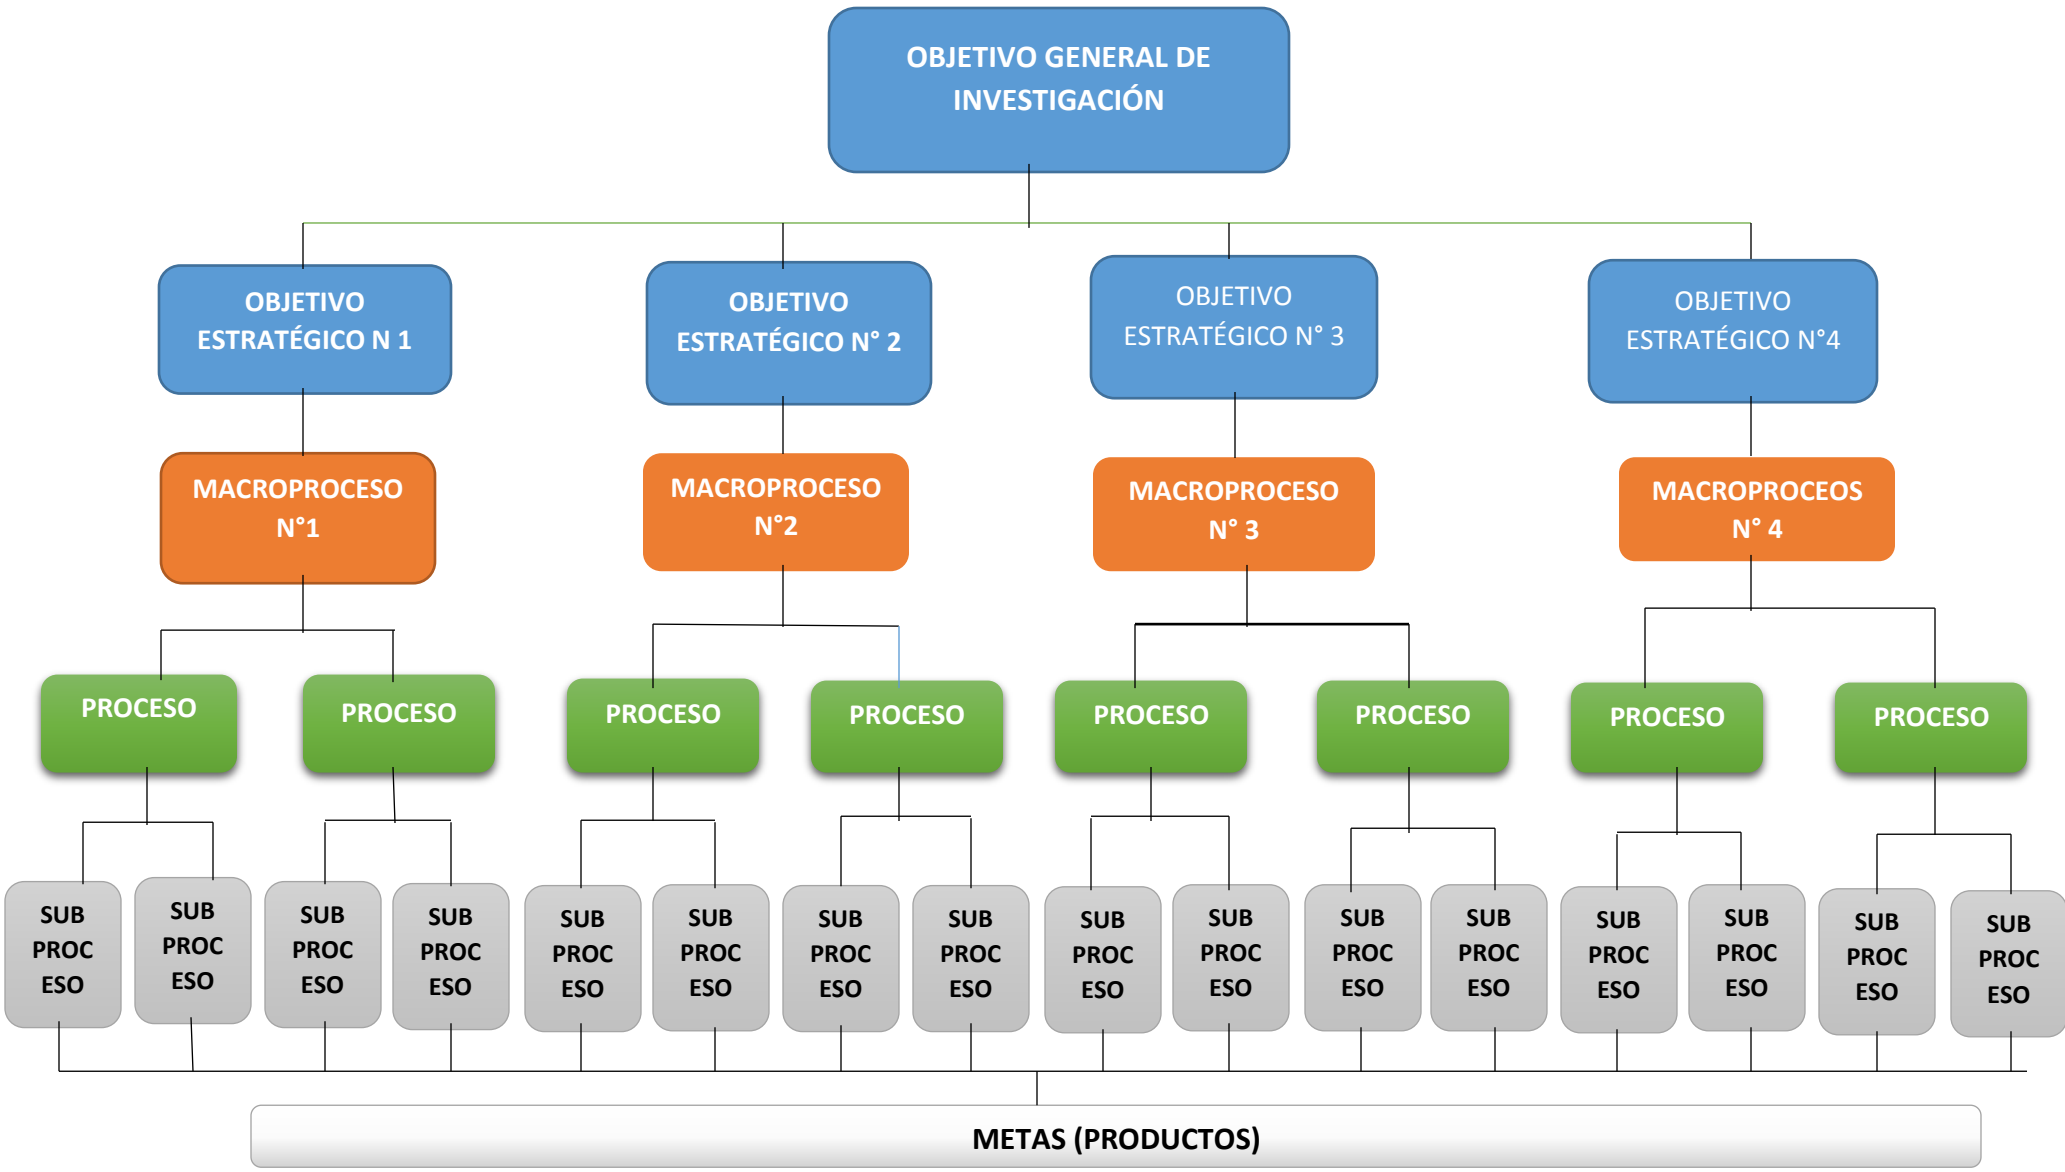 OBJETIVO GENERAL DE
INVESTIGACIÓN
OBJETIVO
ESTRATÉGICO N 1
OBJETIVO
ESTRATÉGICO N° 2
OBJETIVO
ESTRATÉGICO N° 3
OBJETIVO
ESTRATÉGICO N°4
MACROPROCESO
N°1
MACROPROCESO
N°2
MACROPROCESO
N° 3
MACROPROCEOS
N° 4
PROCESO
PROCESO
PROCESO
PROCESO
PROCESO
PROCESO
PROCESO
PROCESO
SUB
PROC
ESO
SUB
PROC
ESO
SUB
PROC
ESO
SUB
PROC
ESO
SUB
PROC
ESO
SUB
PROC
ESO
SUB
PROC
ESO
SUB
PROC
ESO
SUB
PROC
ESO
SUB
PROC
ESO
SUB
PROC
ESO
SUB
PROC
ESO
SUB
PROC
ESO
SUB
PROC
ESO
SUB
PROC
ESO
SUB
PROC
ESO
METAS (PRODUCTOS)